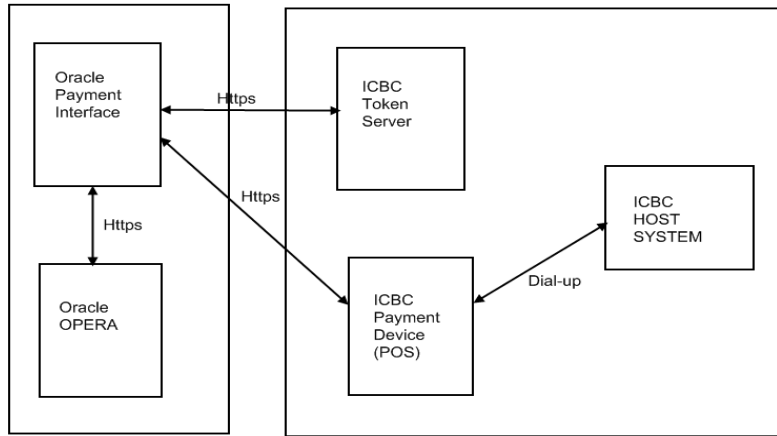 Oracle
Payment
Interface
Https
ICBC
Token
Server
Https
Https
ICBC
HOST
SYSTEM
Oracle
OPERA
ICBC
Payment
Device
(POS)
Dial-up